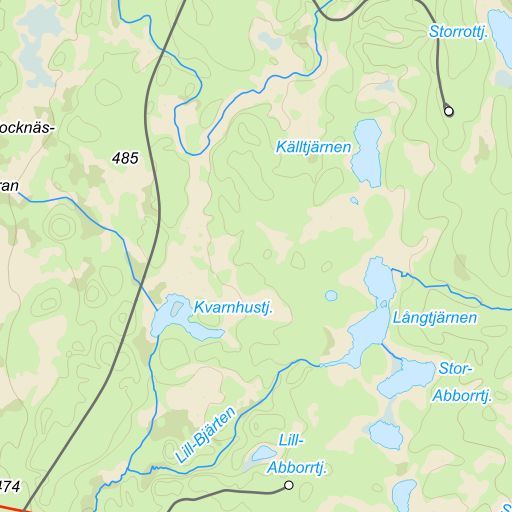 Storrottj.
ocknäs-
Källtjärnen
485
ran
Kvarnhustj.
Långtjärnen
Stor-
Abborrtj.
Lill-Bjärten
Lill-
Abborrtj.
474
S
S